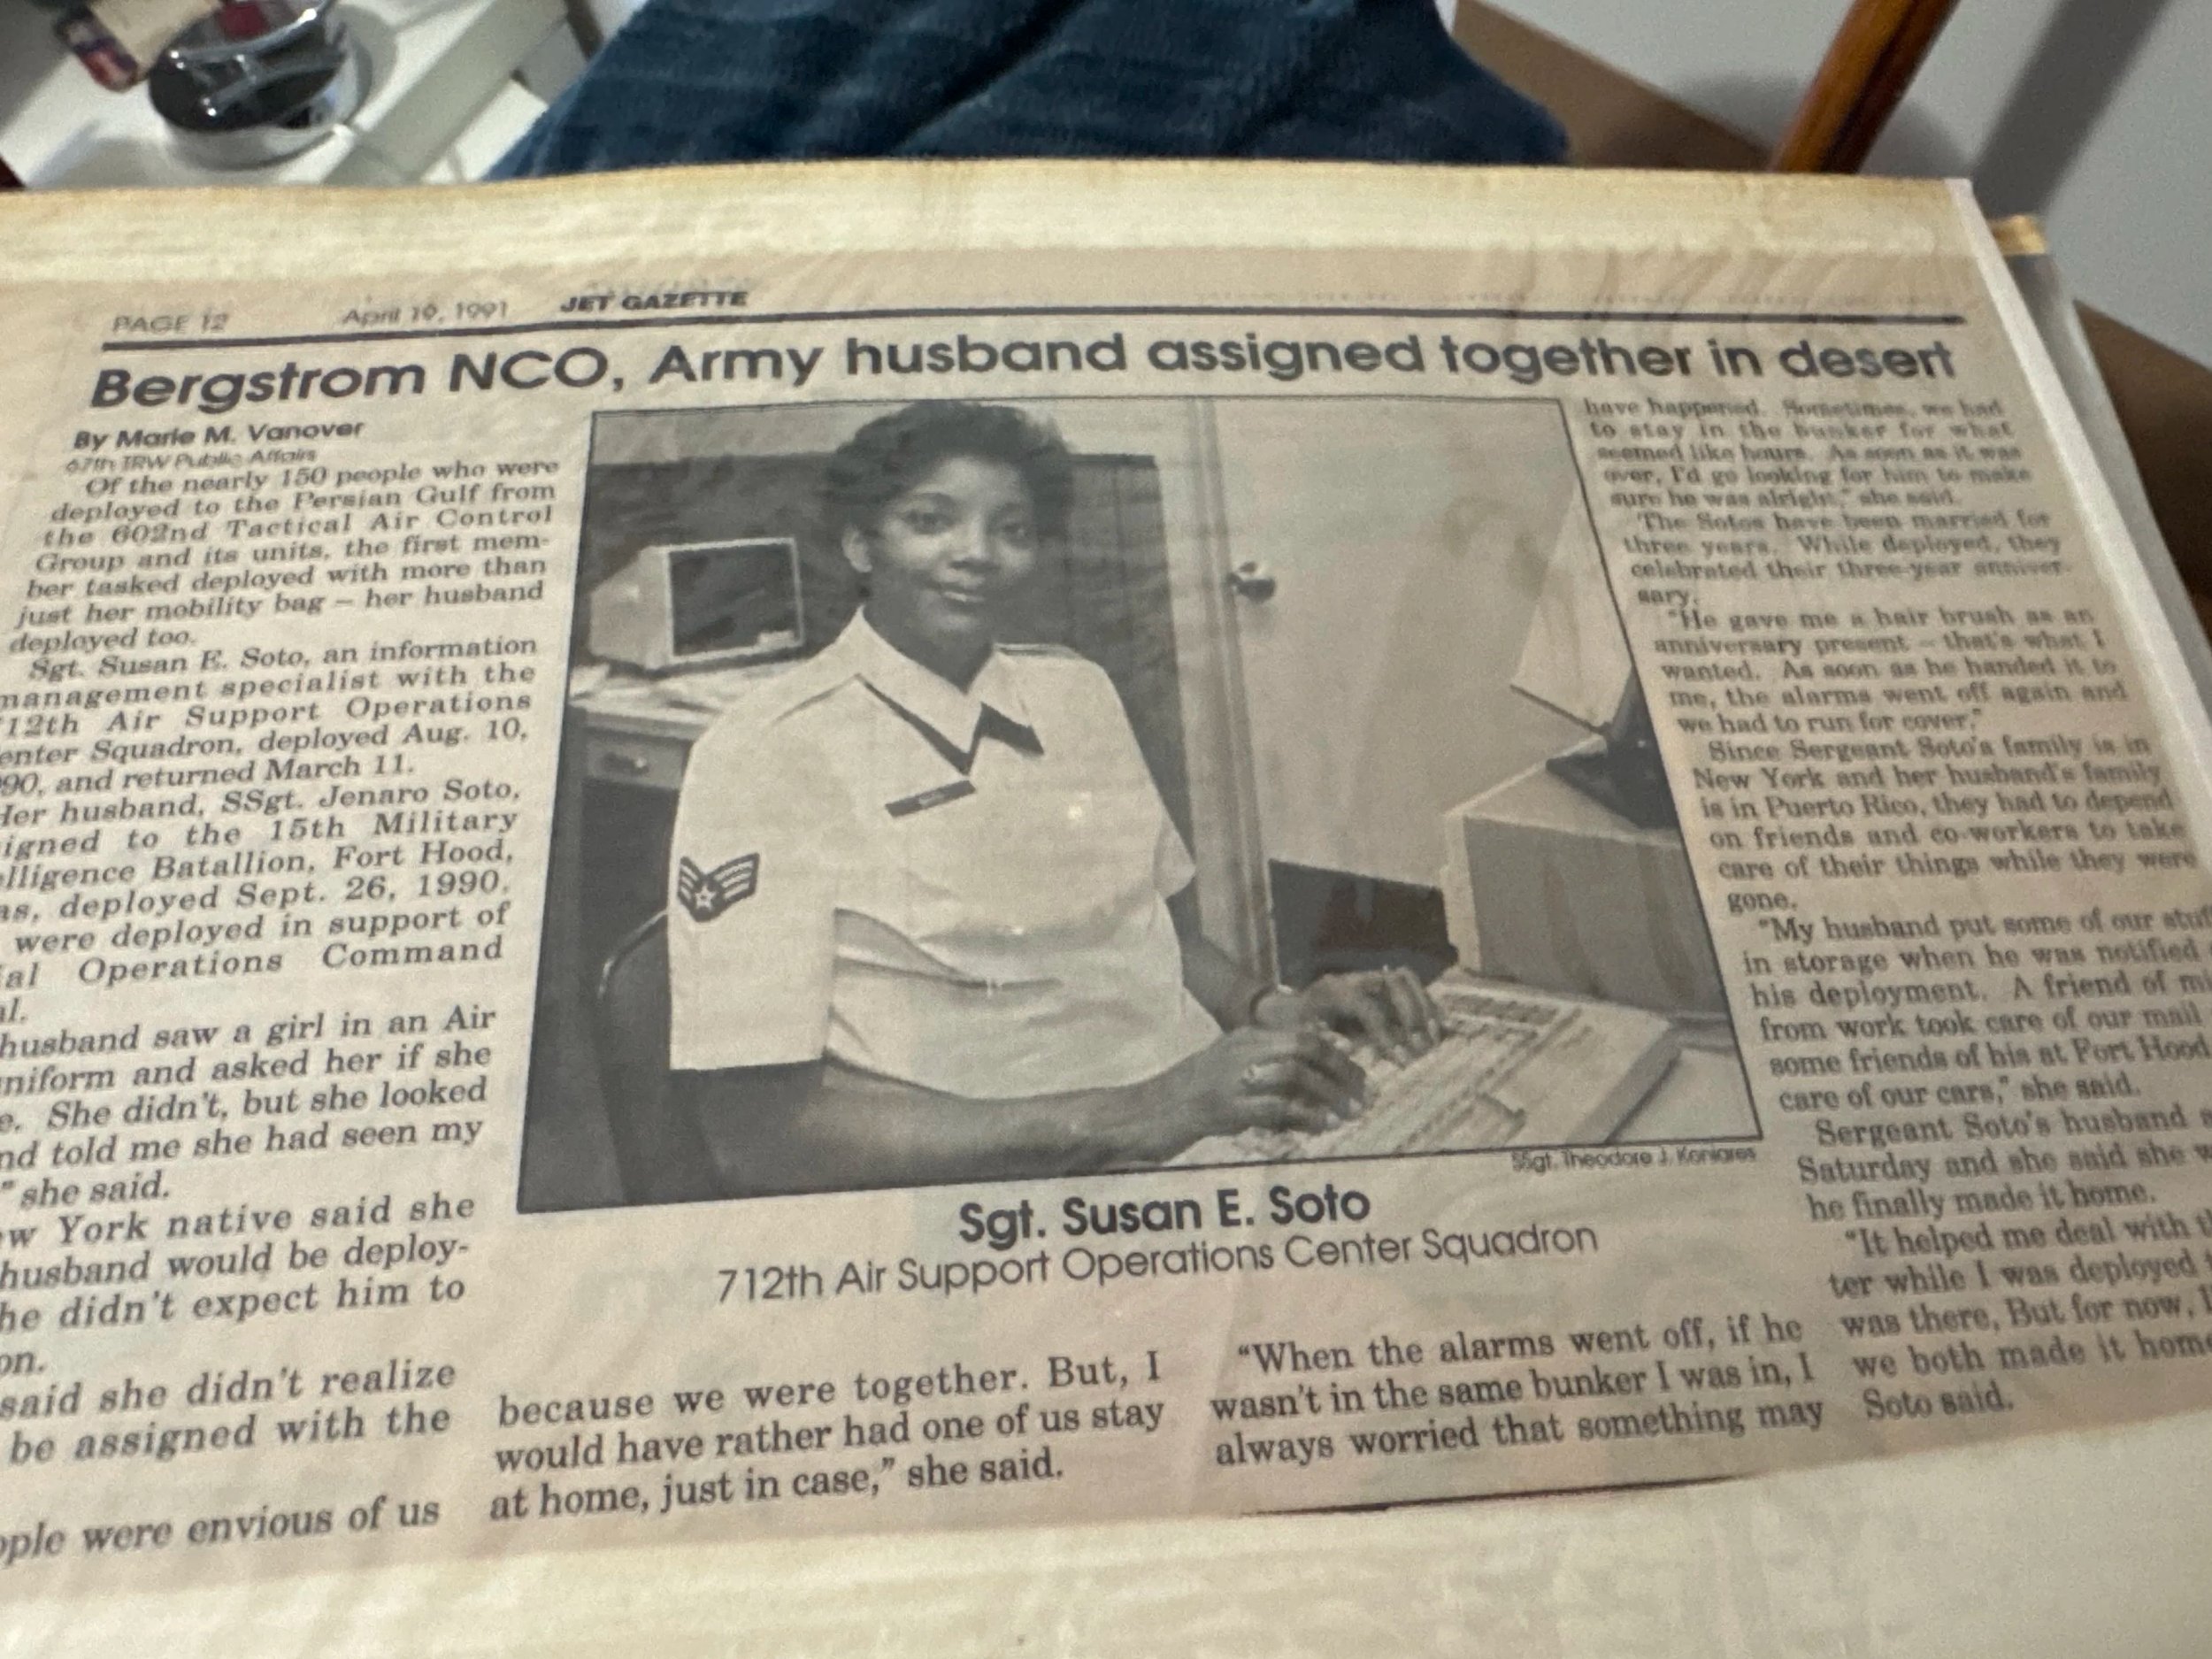 PAGE 12 April 19, 1991 JET GAZETTE
Bergstrom NCO, Army husband assigned together in desert
By Marie M. Vanover
67th TRW Public Affairs
Of the nearly 150 people who were
deployed to the Persian Gulf from
the 602nd Tactical Air Control
Group and its units, the first mem-
ber tasked deployed with more than
just her mobility bag – her husband
deployed too.
Sgt. Susan E. Soto, an information
management specialist with the
712th Air Support Operations
enter Squadron, deployed Aug. 10,
90, and returned March 11.
Her husband, SSgt. Jenaro Soto,
igned to the 15th Military
lligence Batallion, Fort Hood,
as, deployed Sept. 26, 1990.
were deployed in support of
ial Operations Command
al.
husband saw a girl in an Air
niform and asked her if she
e. She didn't, but she looked
nd told me she had seen my
" she said.
ew York native said she
husband would be deploy-
he didn't expect him to
on.
said she didn't realize
be assigned with the
ople were envious of us
because we were together. But, I
would have rather had one of us stay
at home, just in case," she said.
"When the alarms went off, if he
wasn't in the same bunker I was in, I
always worried that something may
have happened. Sometimes, we had
to stay in the bunker for what
seemed like hours. As soon as it was
over, I'd go looking for him to make
sure he was alright," she said.
The Sotos have been married for
three years. While deployed, they
celebrated their three-year anniver-
sary.
"He gave me a hair brush as an
anniversary present – that's what I
wanted. As soon as he handed it to
me, the alarms went off again and
we had to run for cover."
Since Sergeant Soto's family is in
New York and her husband's family
is in Puerto Rico, they had to depend
on friends and co-workers to take
care of their things while they were
gone.
"My husband put some of our stuff
in storage when he was notified
his deployment. A friend of mi
from work took care of our mail
some friends of his at Fort Hood
care of our cars," she said.
Sergeant Soto's husband
Saturday and she said she w
he finally made it home.
"It helped me deal with th
ter while I was deployed
was there, But for now, I
we both made it home
Soto said.
SSgt. Theodore J. Koniares
Sgt. Susan E. Soto
712th Air Support Operations Center Squadron